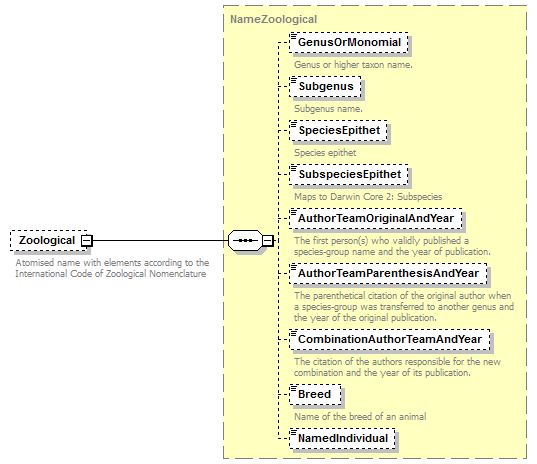 NameZoological
GenusOrMonomial
Genus or higher taxon name.
Subgenus
Subgenus name.
SpeciesEpithet
Species epithet
SubspeciesEpithet
Maps to Darwin Core 2: Subspecies
AuthorTeamOriginalAndYear
The first person(s) who validly published a
species-group name and the year of publication.
Zoological
Atomised name with elements according to the
International Code of Zoological Nomenclature
AuthorTeamParenthesisAndYear
The parenthetical citation of the original author when
a species-group was transferred to another genus and
the year of the original publication.
CombinationAuthorTeamAndYear
The citation of the authors responsible for the new
combination and the year of its publication.
Breed
Name of the breed of an animal
NamedIndividual